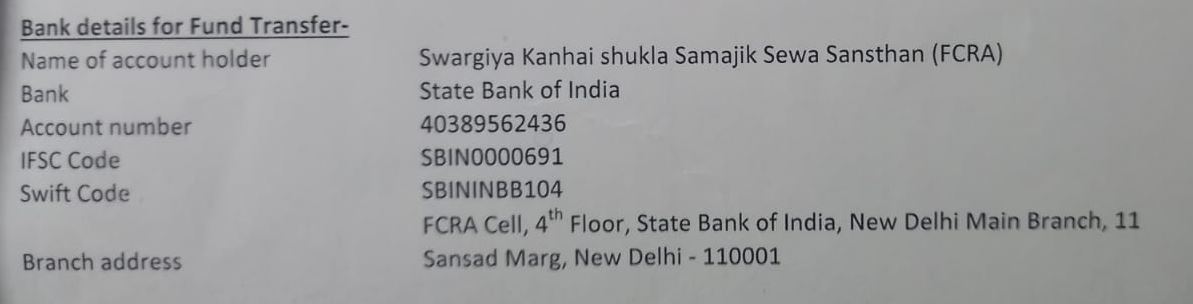 Bank details for Fund Transfer-
Name of account holder Swargiya Kanhai shukla Samajik Sewa Sansthan (FCRA)
Bank State Bank of India
Account number 40389562436
IFSC Code SBIN0000691
Swift Code SBININBB104
FCRA Cell, 4th Floor, State Bank of India, New Delhi Main Branch, 11
Branch address Sansad Marg, New Delhi - 110001